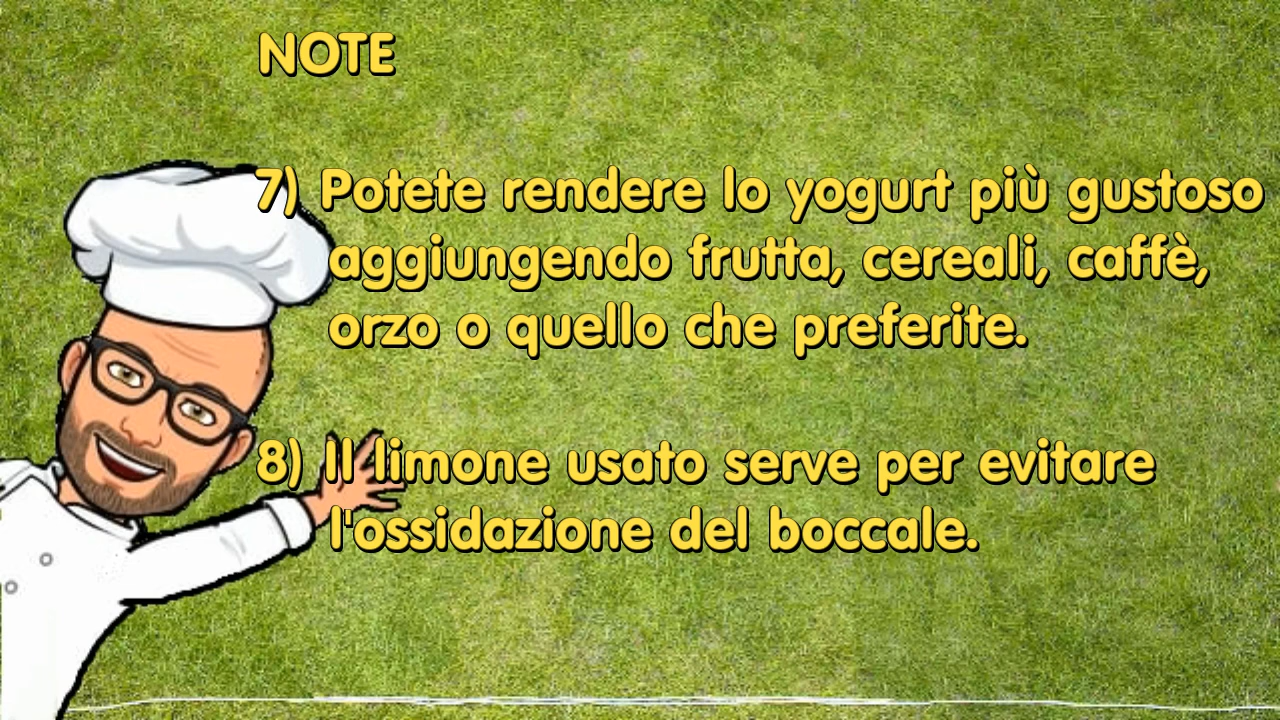 NOTE
7) Potete rendere lo yogurt più gustoso
aggiungendo frutta, cereali, caffè,
orzo o quello che preferite.
8) Il limone usato serve per evitare
l'ossidazione del boccale.